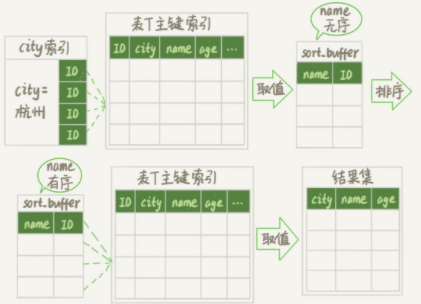 city索引
ID
ID
ID
ID
city=
杭州
表T主键索引
ID city name age ...
取值
name
无序
sort_buffer
name ID
排序
name
有序
sort_buffer
name ID
表T主键索引
ID city name age ...
取值
结果集
city name age